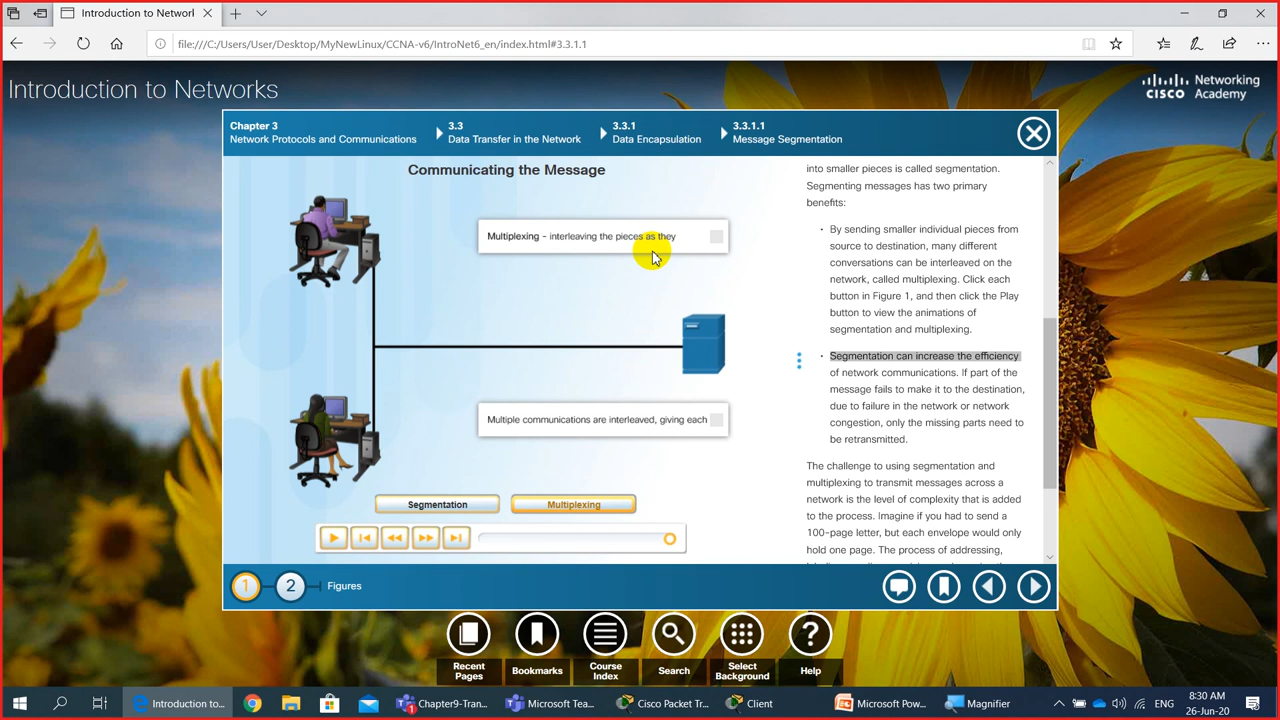 Introduction to Network
file:///C:/Users/User/Desktop/MyNewLinux/CCNA-v6/IntroNet6_en/index.html#3.3.1.1
Introduction to Networks
CISCO
Networking
Academy
Chapter 3
Network Protocols and Communications
3.3
Data Transfer in the Network
3.3.1
Data Encapsulation
3.3.1.1
Message Segmentation
Communicating the Message
Multiplexing - interleaving the pieces as they
Multiple communications are interleaved, giving each
Segmentation
Multiplexing
into smaller pieces is called segmentation.
Segmenting messages has two primary
benefits:
• By sending smaller individual pieces from
source to destination, many different
conversations can be interleaved on the
network, called multiplexing. Click each
button in Figure 1, and then click the Play
button to view the animations of
segmentation and multiplexing.
• Segmentation can increase the efficiency
of network communications. If part of the
message fails to make it to the destination,
due to failure in the network or network
congestion, only the missing parts need to
be retransmitted.
The challenge to using segmentation and
multiplexing to transmit messages across a
network is the level of complexity that is added
to the process. Imagine if you had to send a
100-page letter, but each envelope would only
hold one page. The process of addressing,
1
2
Figures
Recent
Pages
Bookmarks
Course
Index
Search
Select
Background
?
Help
Introduction to...
1
Chapter9-Tran...
Microsoft Tea...
Cisco Packet Tr...
Client
Microsoft Pow...
Magnifier
ENG
8:30 AM
26-Jun-20